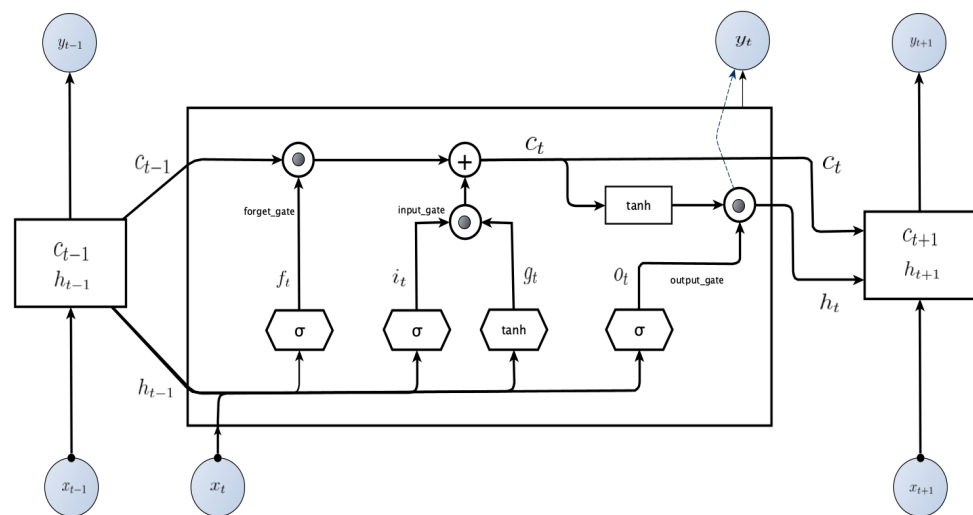 y_{t-1}
y_t
y_{t+1}
c_{t-1}
c_t
c_t
forget_gate
input_gate
tanh
c_{t-1}
h_{t-1}
f_t
i_t
g_t
o_t
output_gate
c_{t+1}
h_{t+1}
h_t
σ
σ
tanh
σ
h_{t-1}
x_{t-1}
x_t
x_{t+1}